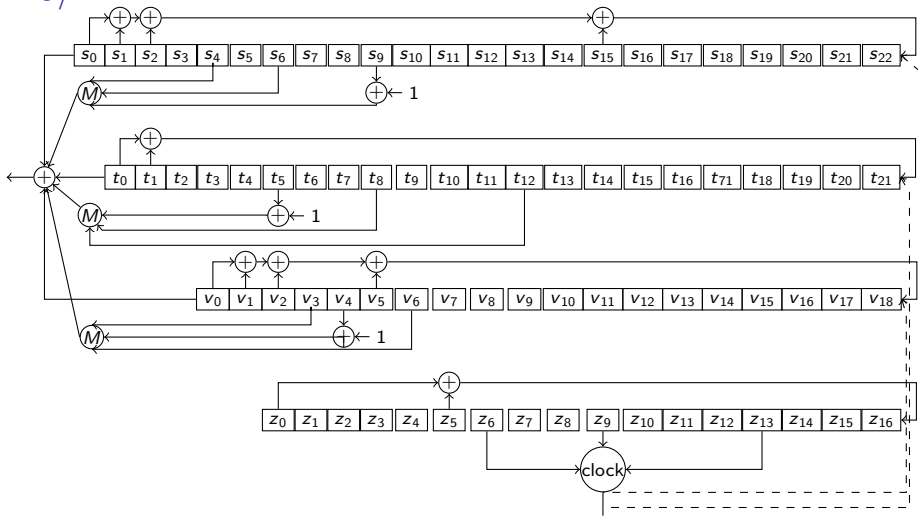 s0 s1 s2 s3 s4 s5 s6 s7 s8 s9 s10 s11 s12 s13 s14 s15 s16 s17 s18 s19 s20 s21 s22
M 1
t0 t1 t2 t3 t4 t5 t6 t7 t8 t9 t10 t11 t12 t13 t14 t15 t16 t71 t18 t19 t20 t21
M 1
v0 v1 v2 v3 v4 v5 v6 v7 v8 v9 v10 v11 v12 v13 v14 v15 v16 v17 v18
M 1
z0 z1 z2 z3 z4 z5 z6 z7 z8 z9 z10 z11 z12 z13 z14 z15 z16
clock